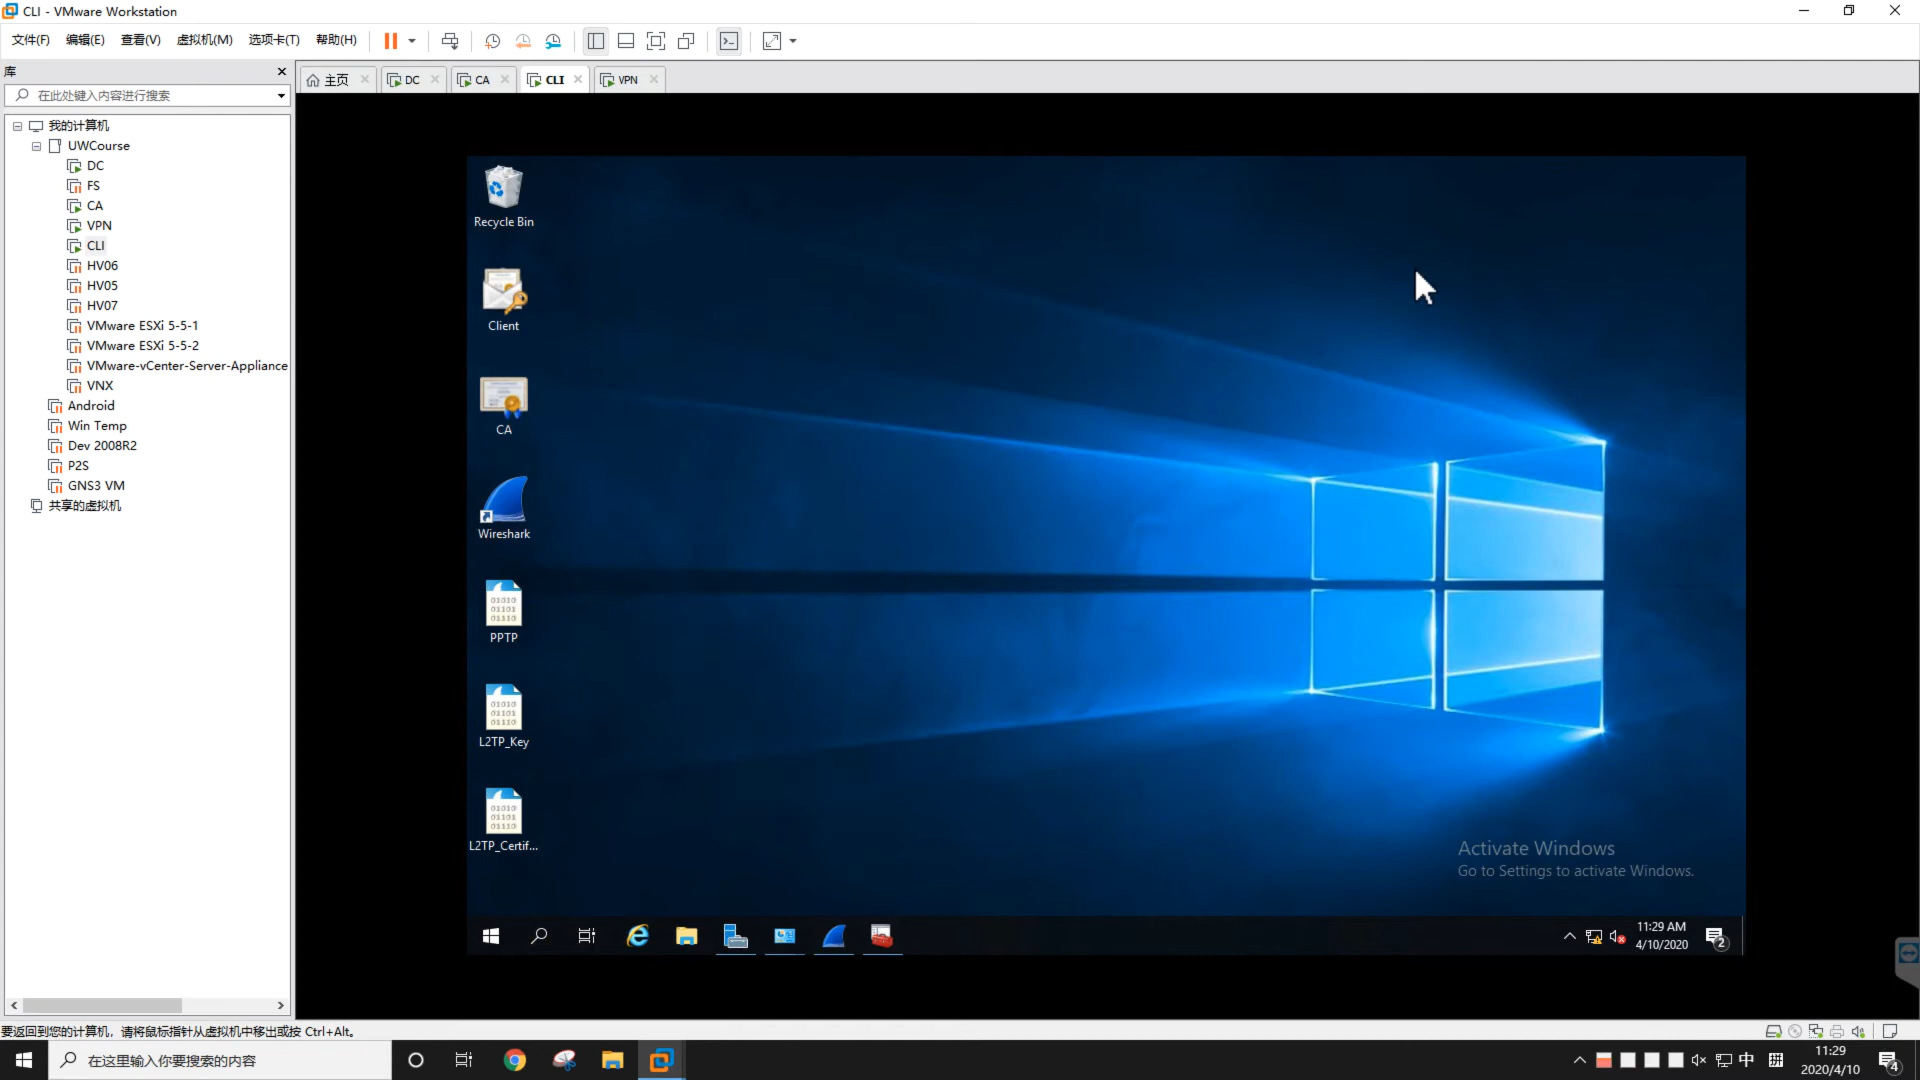 CLI - VMware Workstation
文件(F) 编辑(E) 查看(V) 虚拟机(M) 选项卡(T) 帮助(H)
库
主页 DC CA CLI VPN
在此处键入内容进行搜索
我的计算机
UWCourse
DC
FS
CA
VPN
CLI
HV06
HV05
HV07
VMware ESXi 5-5-1
VMware ESXi 5-5-2
VMware-vCenter-Server-Appliance
VNX
Android
Win Temp
Dev 2008R2
P2S
GNS3 VM
共享的虚拟机
Recycle Bin
Client
CA
Wireshark
PPTP
L2TP_Key
L2TP_Certif...
Activate Windows
Go to Settings to activate Windows.
11:29 AM
4/10/2020
2
要返回到您的计算机，请将鼠标指针从虚拟机中移出或按 Ctrl+Alt。
在这里输入你要搜索的内容
中 拼
11:29
2020/4/10
4